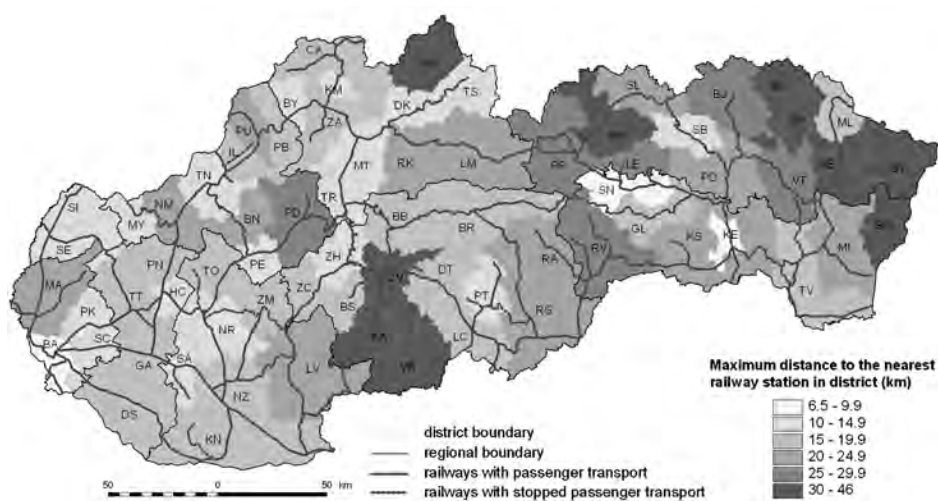 CA
KM
DK
TS
BY
ZA
PU
IL
PB
MT
RK
LM
TN
SL
BJ
SB
ML
LE
PO
VT
SN
SI
MY
NM
BN
PD
TR
SE
BB
BR
GL
KS
KE
MI
MA
PN
TO
PE
ZH
RA
RV
TT
HC
ZM
ZC
DT
PK
BS
PT
TV
BA
SC
NR
RS
LC
GA
SA
LV
NZ
DS
KN
Maximum distance to the nearest
railway station in district (km)
6.5 - 9.9
10 - 14.9
15 - 19.9
20 - 24.9
25 - 29.9
30 - 46
district boundary
regional boundary
railways with passenger transport
railways with stopped passenger transport
50 0 50 km